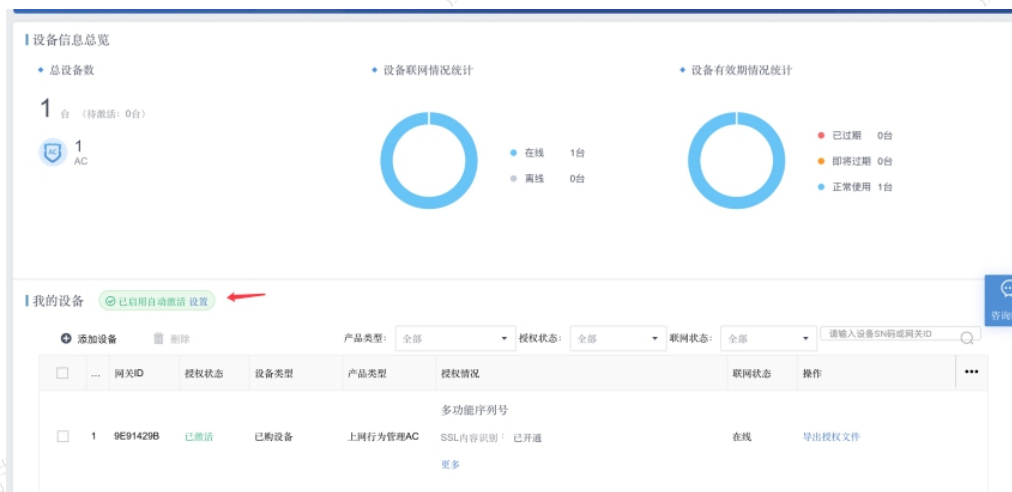 设备信息总览
总设备数
设备联网情况统计
设备有效期情况统计
1 台 (待激活: 0台)
AC
1
AC
在线 1台
离线 0台
已过期 0台
即将过期 0台
正常使用 1台
我的设备 已启用自动激活 设置
添加设备 删除 产品类型: 全部 授权状态: 全部 联网状态: 全部 请输入设备SN码或网关ID
... 网关ID 授权状态 设备类型 产品类型 授权情况 联网状态 操作 •••
多功能序列号
1 9E91429B 已激活 已购设备 上网行为管理AC SSL内容识别: 已开通 在线 导出授权文件
更多